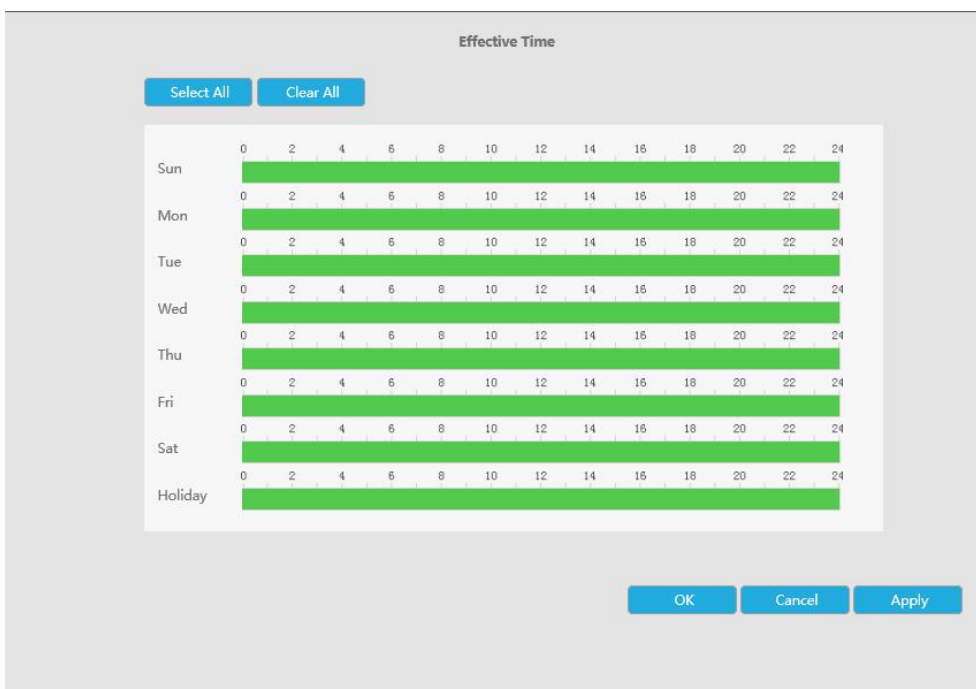 Effective Time
Select All Clear All
0 2 4 6 8 10 12 14 16 18 20 22 24
Sun
0 2 4 6 8 10 12 14 16 18 20 22 24
Mon
0 2 4 6 8 10 12 14 16 18 20 22 24
Tue
0 2 4 6 8 10 12 14 16 18 20 22 24
Wed
0 2 4 6 8 10 12 14 16 18 20 22 24
Thu
0 2 4 6 8 10 12 14 16 18 20 22 24
Fri
0 2 4 6 8 10 12 14 16 18 20 22 24
Sat
0 2 4 6 8 10 12 14 16 18 20 22 24
Holiday
OK Cancel Apply